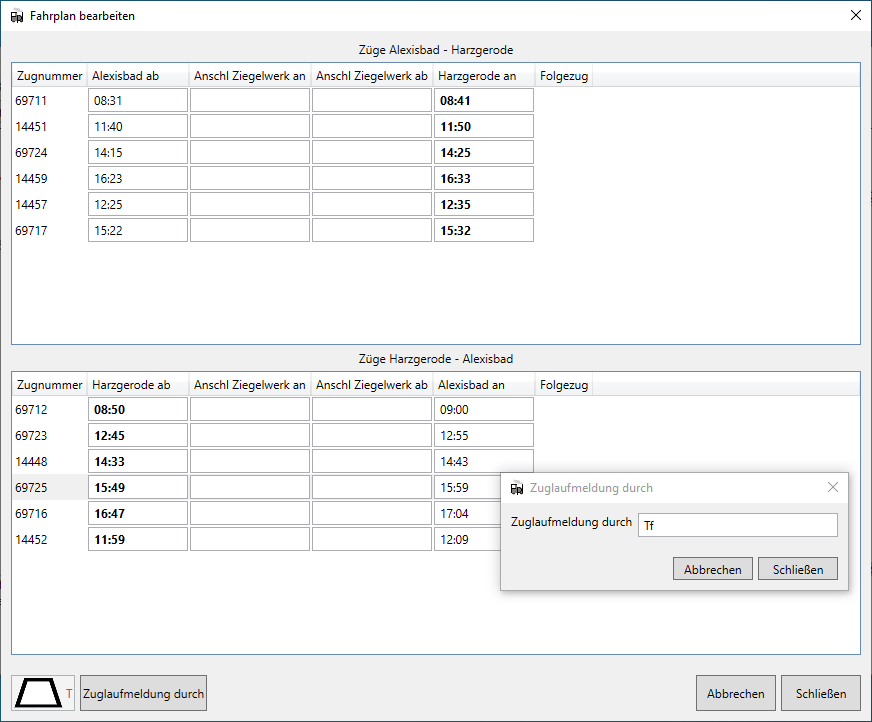 Fahrplan bearbeiten
Züge Alexisbad - Harzgerode
Zugnummer Alexisbad ab Anschl Ziegelwerk an Anschl Ziegelwerk ab Harzgerode an Folgezug
69711 08:31 08:41
14451 11:40 11:50
69724 14:15 14:25
14459 16:23 16:33
14457 12:25 12:35
69717 15:22 15:32
Züge Harzgerode - Alexisbad
Zugnummer Harzgerode ab Anschl Ziegelwerk an Anschl Ziegelwerk ab Alexisbad an Folgezug
69712 08:50 09:00
69723 12:45 12:55
14448 14:33 14:43
69725 15:49 15:59
69716 16:47 17:04
14452 11:59 12:09
Zuglaufmeldung durch
Zuglaufmeldung durch Tf
Abbrechen Schließen
T Zuglaufmeldung durch Abbrechen Schließen